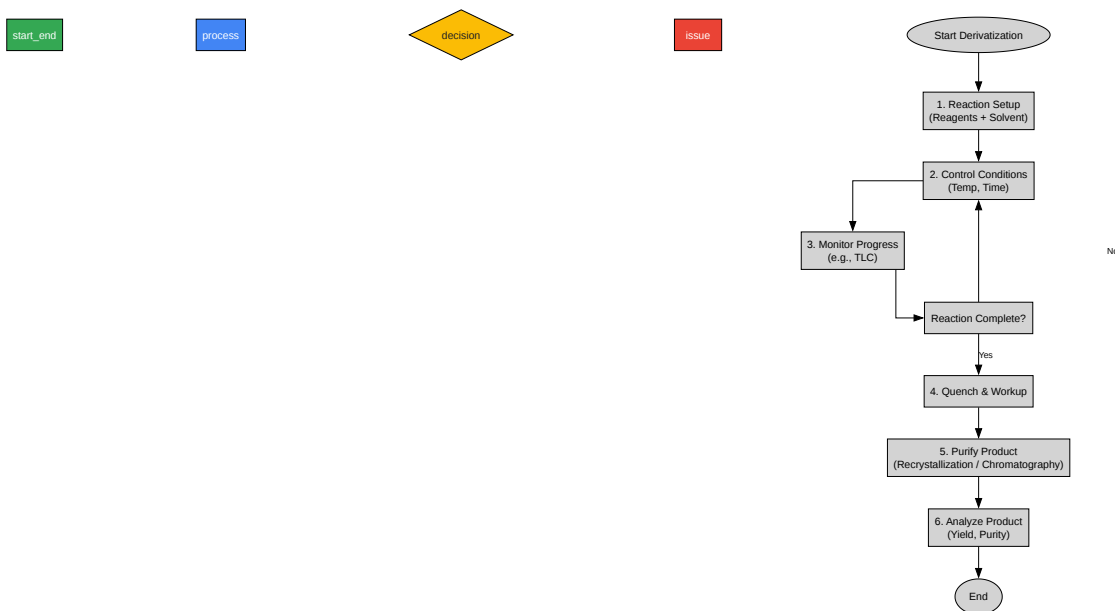 start_end
process
decision
issue
Start Derivatization
1. Reaction Setup
(Reagents + Solvent)
2. Control Conditions
(Temp, Time)
3. Monitor Progress
(e.g., TLC)
No
Reaction Complete?
Yes
4. Quench & Workup
5. Purify Product
(Recrystallization / Chromatography)
6. Analyze Product
(Yield, Purity)
End